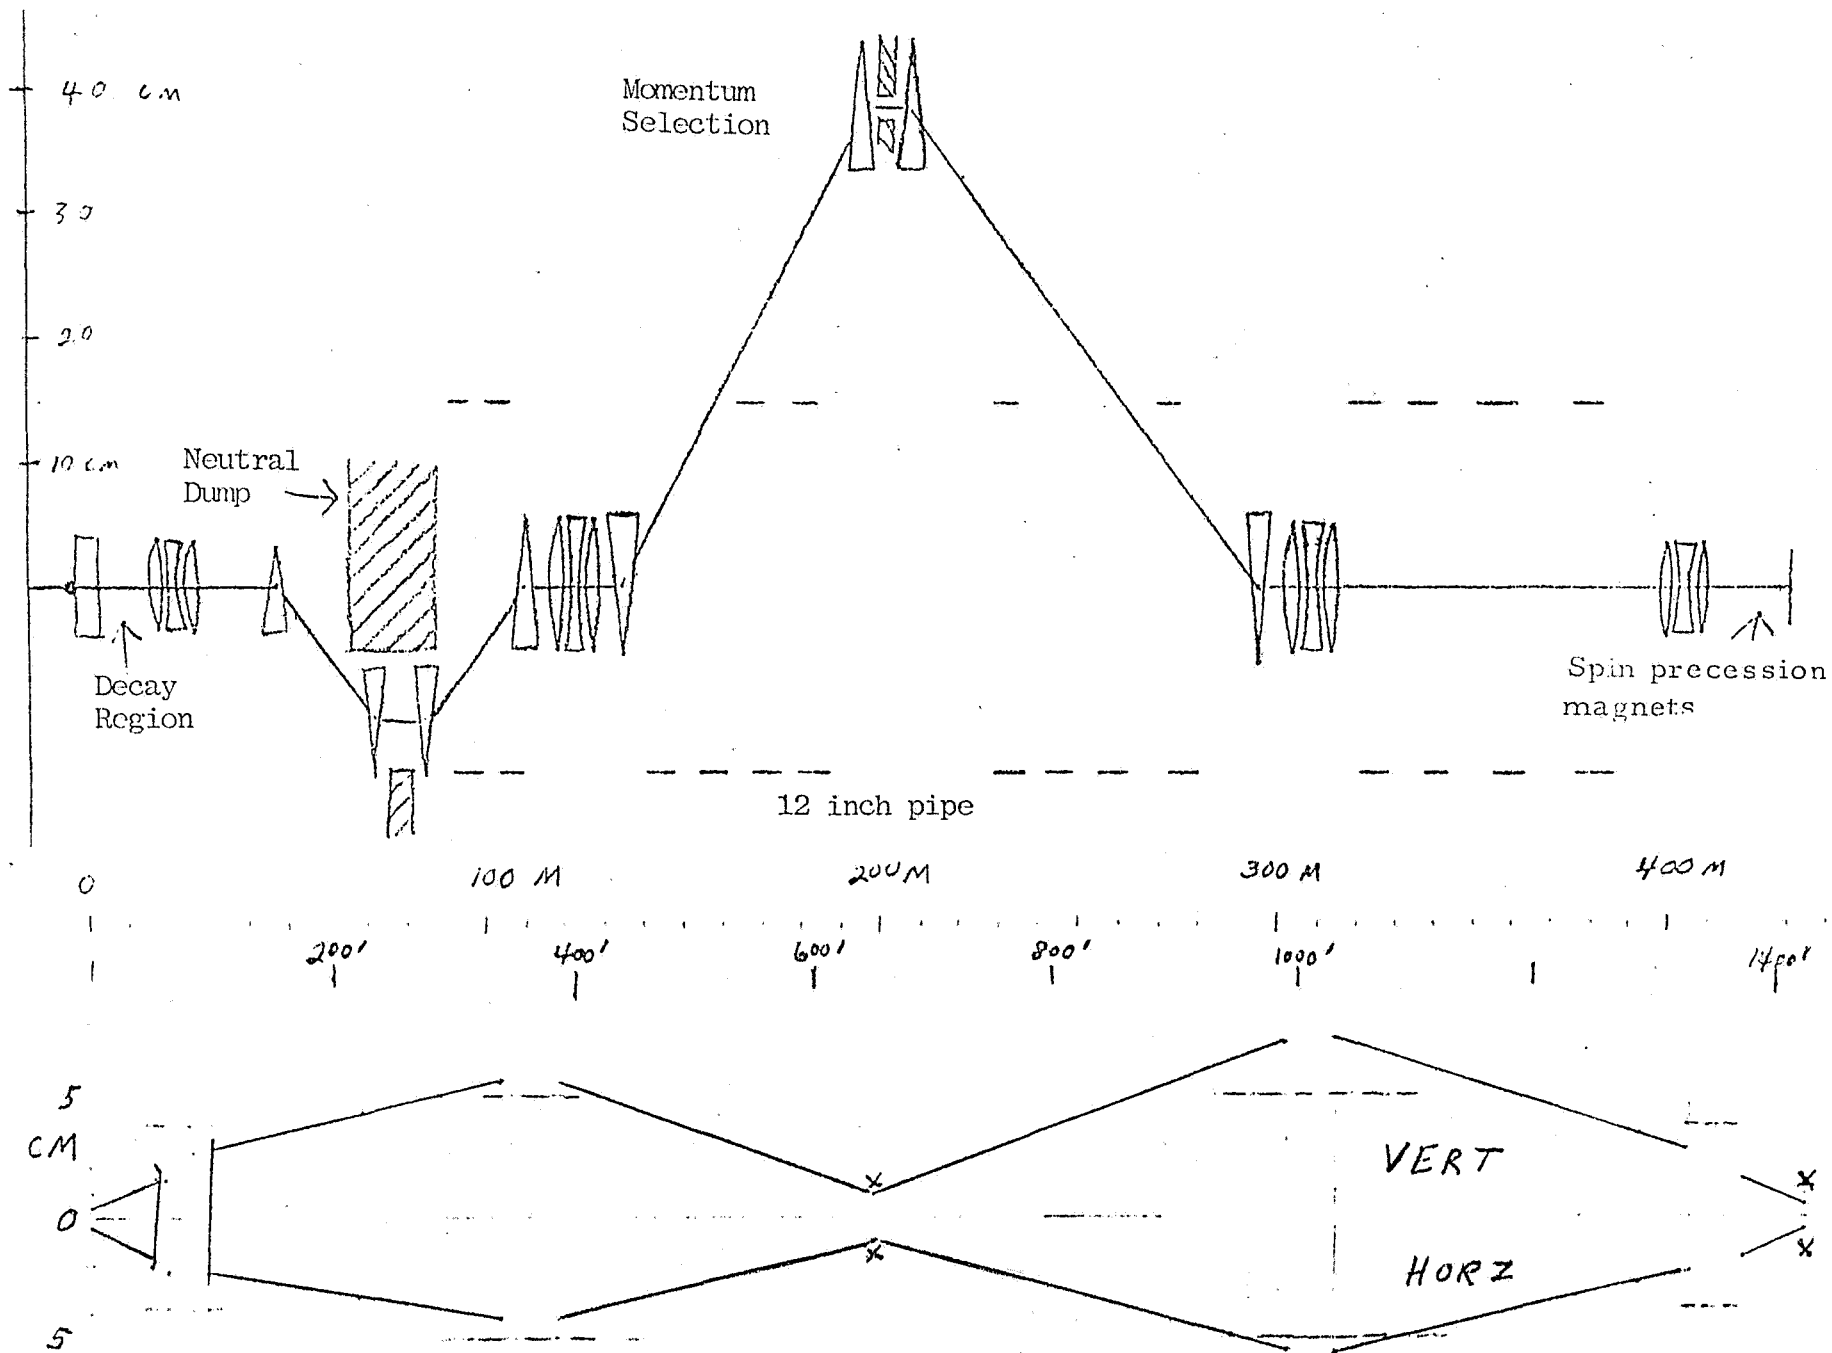 40 cm
Momentum
Selection
30
20
10 cm
Neutral
Dump
Decay
Region
Spin precession
magnets
12 inch pipe
0 100 M 200M 300 M 400 M
200' 400' 600' 800' 1000' 1400'
5
CM
0
5
VERT
HORZ
x x
x x